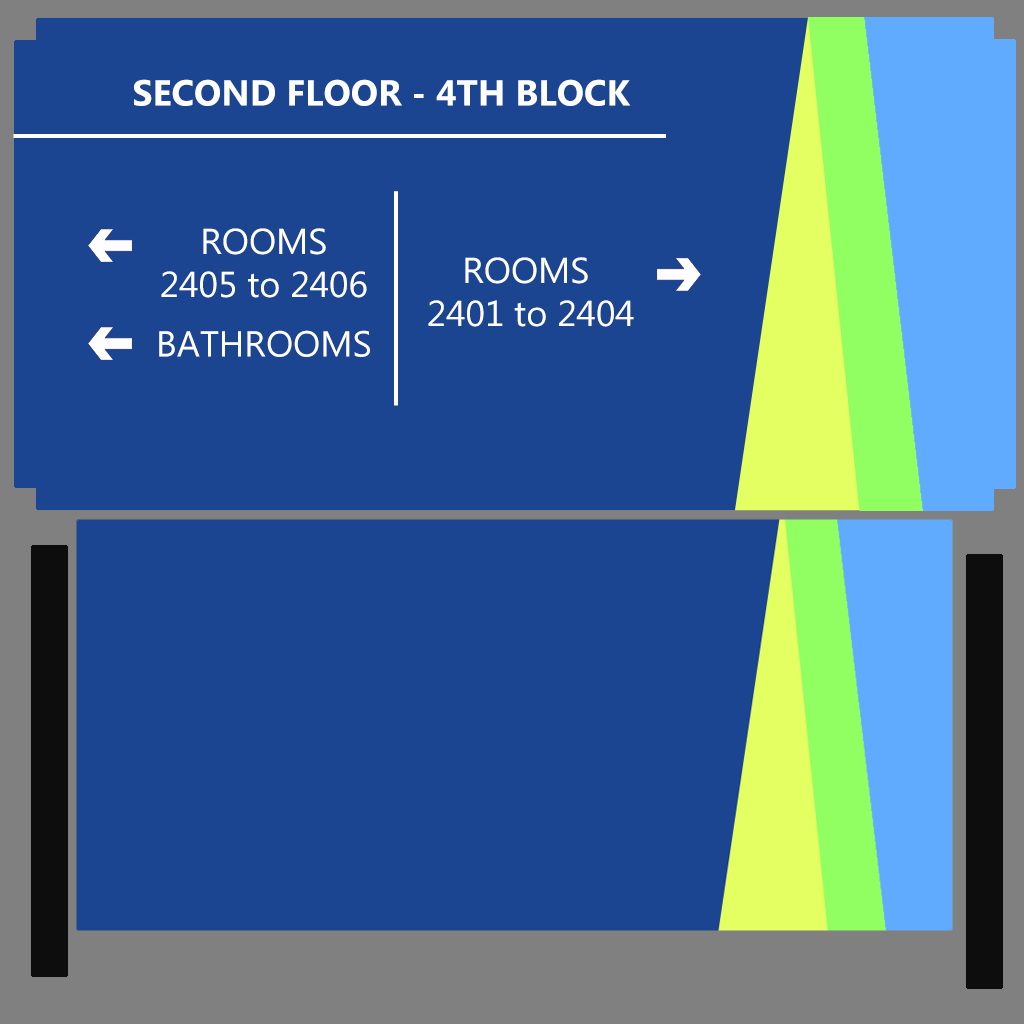 SECOND FLOOR - 4TH BLOCK
ROOMS
2405 to 2406
BATHROOMS
ROOMS
2401 to 2404